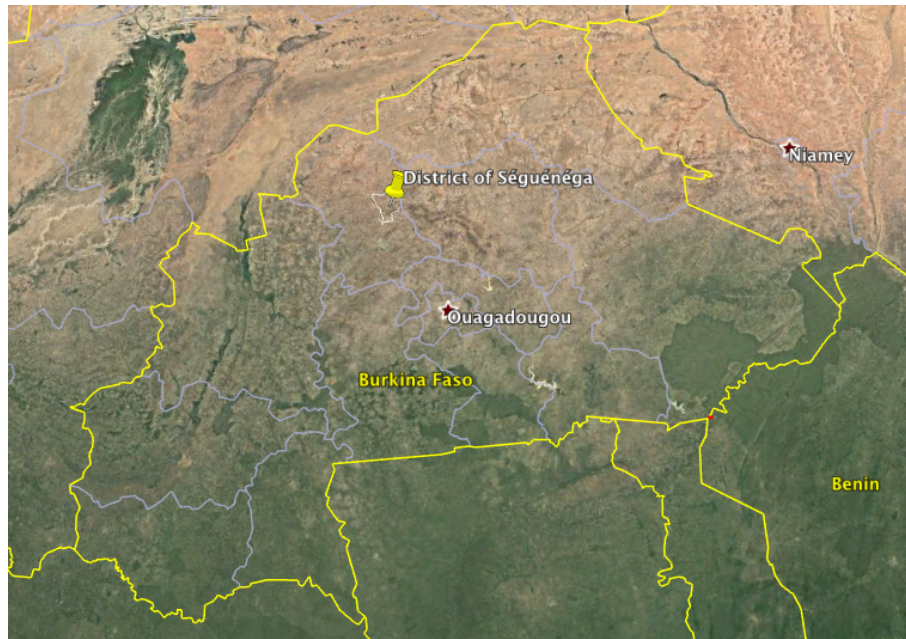 Niamey
District of Séguénéga
Ouagadougou
Burkina Faso
Benin